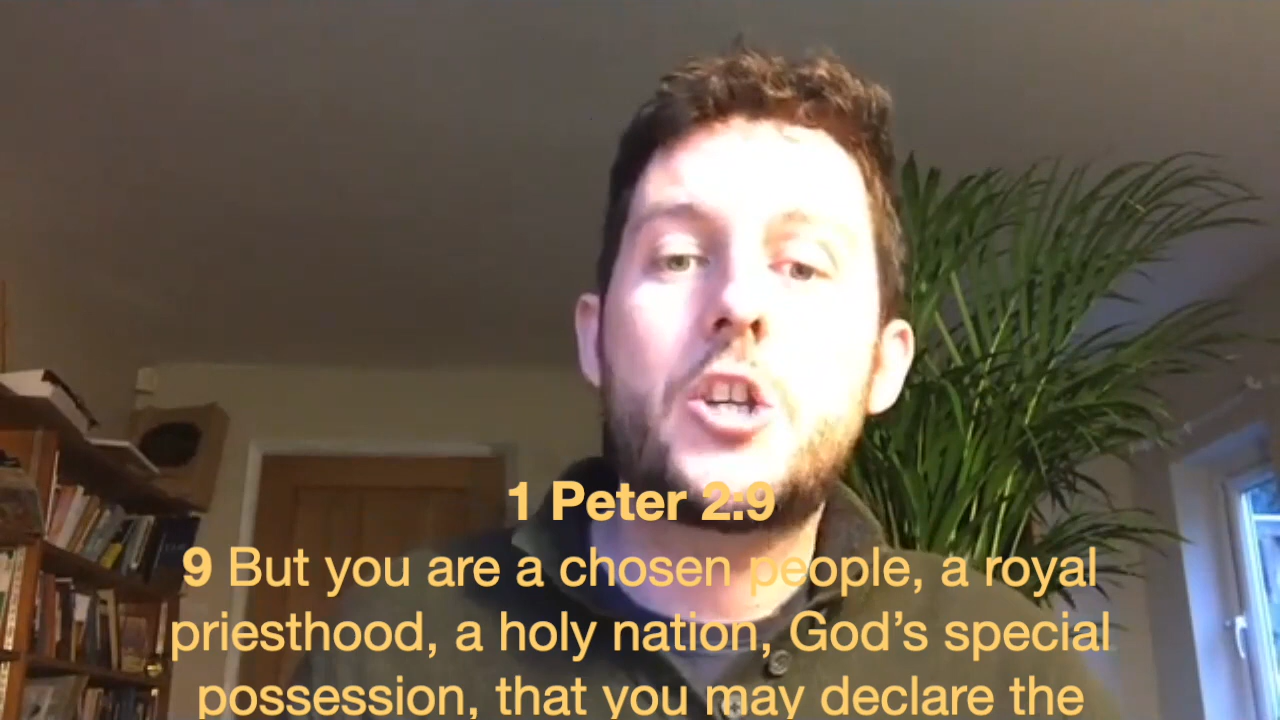 1 Peter 2:9
9 But you are a chosen people, a royal
priesthood, a holy nation, God’s special
possession, that you may declare the